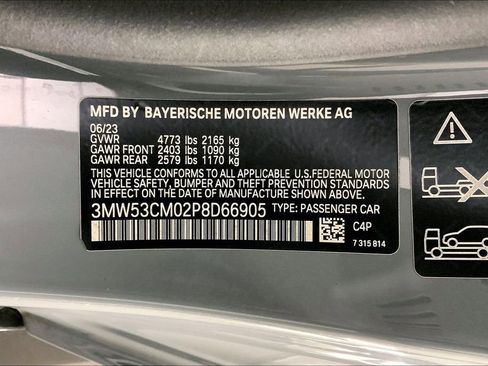 MFD BY BAYERISCHE MOTOREN WERKE AG
06/23
GVWR 4773 lbs 2165 kg
GAWR FRONT 2403 lbs 1090 kg
GAWR REAR 2579 lbs 1170 kg
THIS VEHICLE CONFORMS TO ALL APPLICABLE U.S.FEDERAL MOTOR
VEHICLE SAFETY, BUMPER, AND THEFT PREVENTION STANDARDS IN
EFFECT ON THE DATE OF MANUFACTURE SHOWN ABOVE.
3MW53CM02P8D66905 TYPE: PASSENGER CAR
C4P
7 315 814